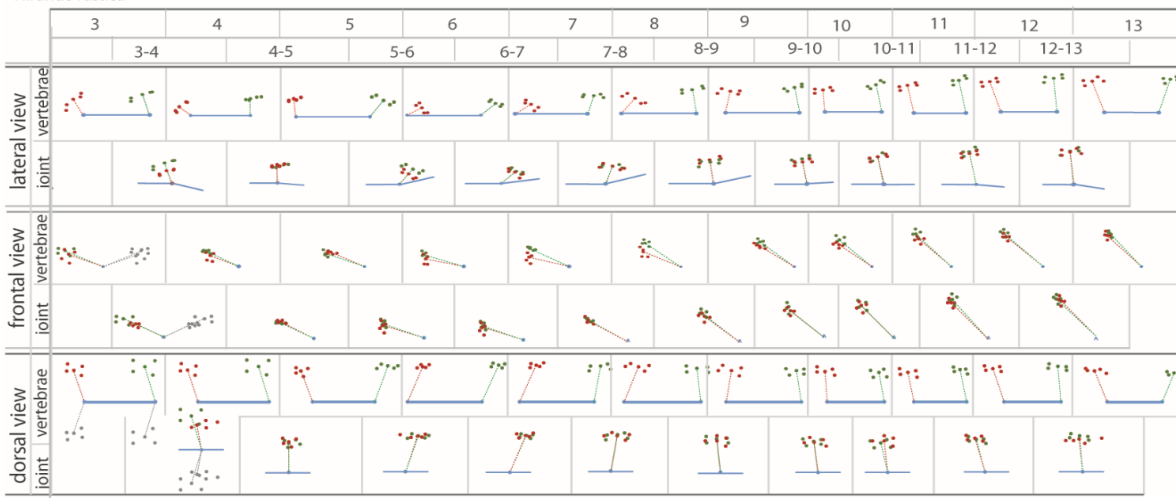 3 4 5 6 7 8 9 10 11 12 13
3-4 4-5 5-6 6-7 7-8 8-9 9-10 10-11 11-12 12-13
lateral view
vertebrae
joint
frontal view
vertebrae
joint
dorsal view
vertebrae
joint